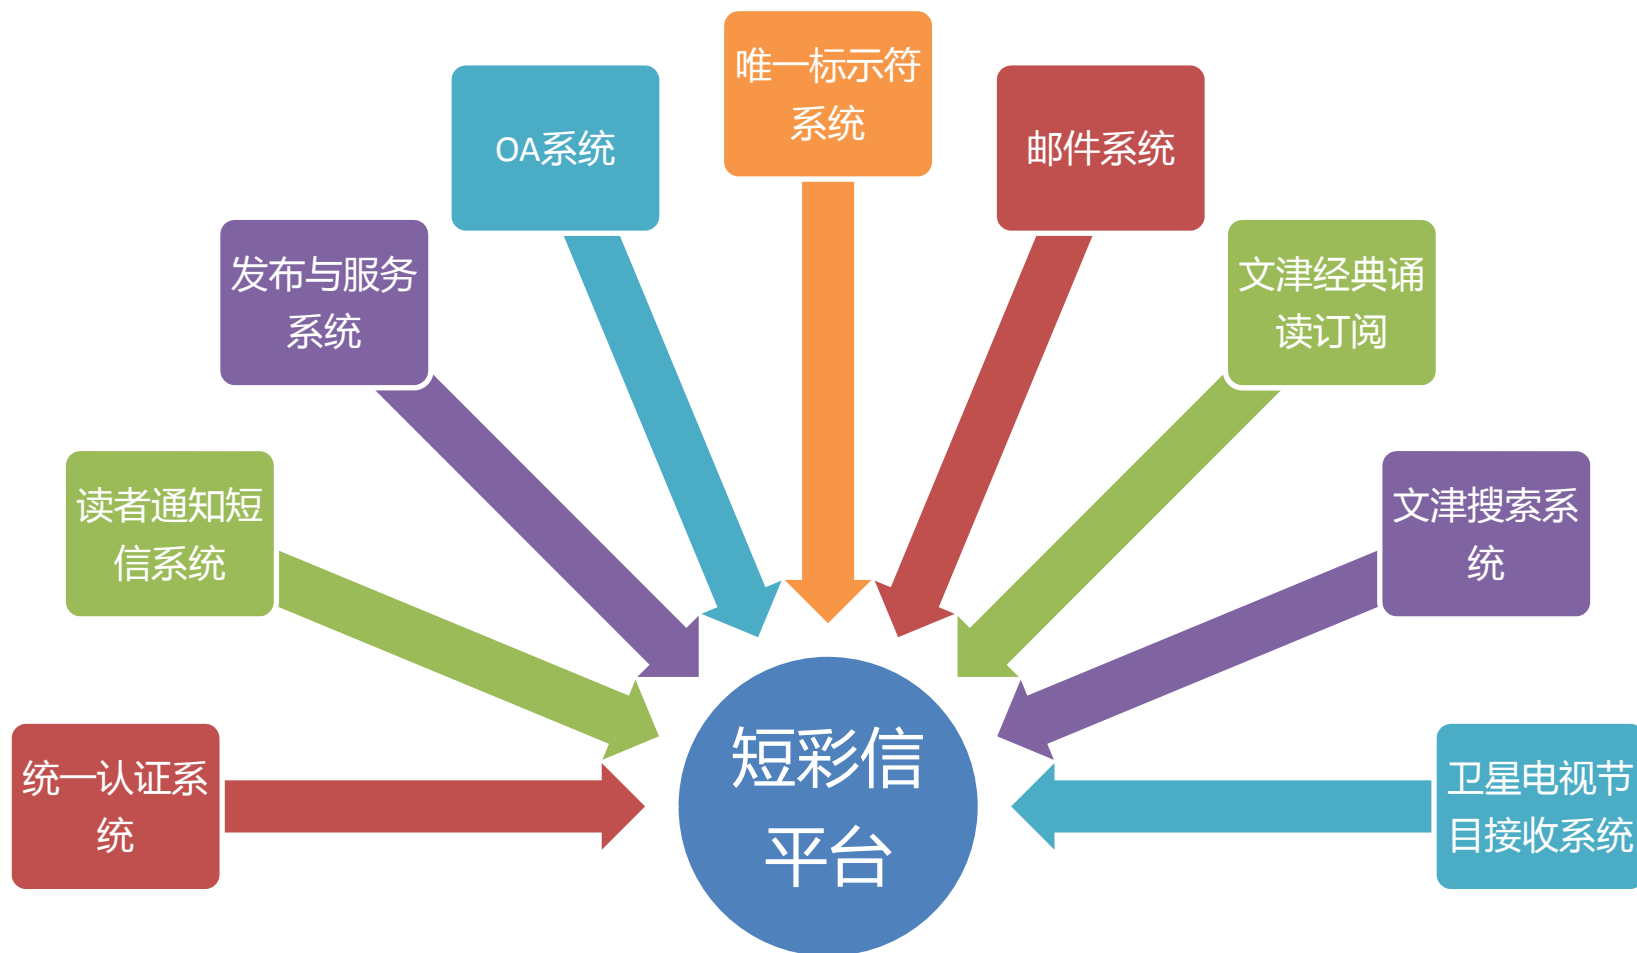 唯一标示符
系统
OA系统
邮件系统
发布与服务
系统
文津经典诵
读订阅
读者通知短
信系统
文津搜索系
统
统一认证系
统
短彩信
平台
卫星电视节
目接收系统